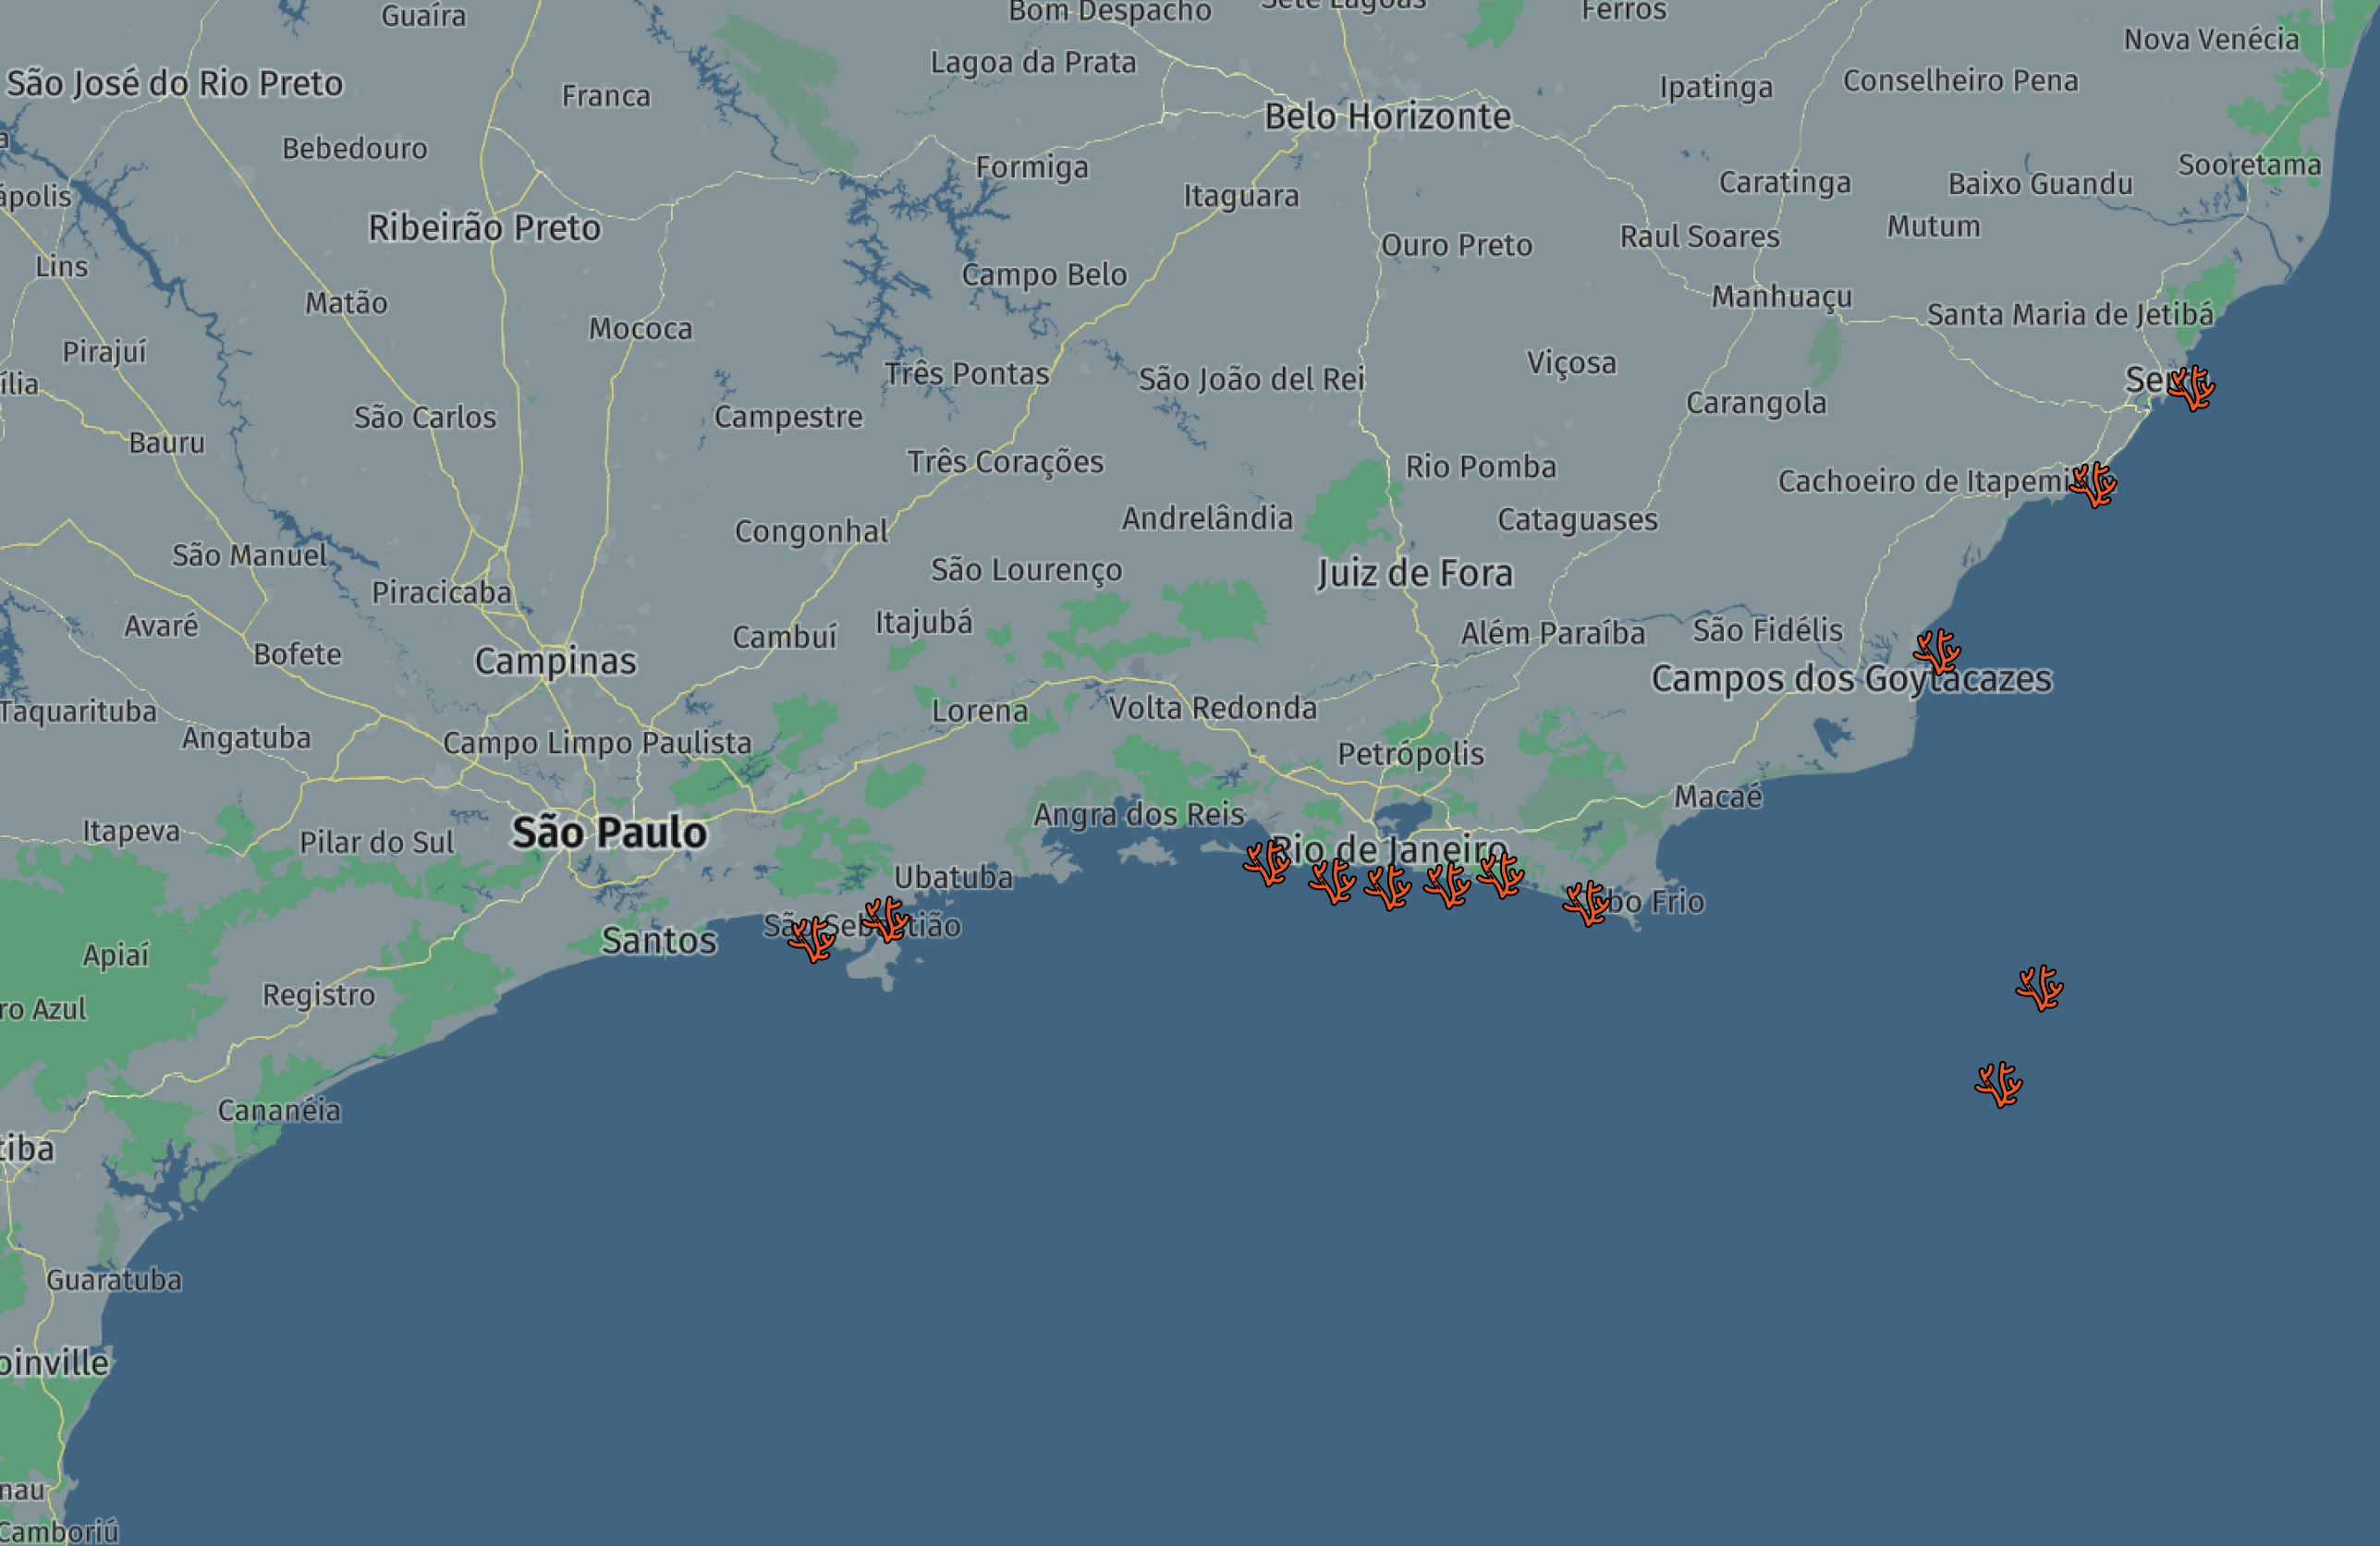 Guaíra
Bom Despacho
Sete Lagoas
Ferros
Nova Venécia
São José do Rio Preto
Franca
Lagoa da Prata
Belo Horizonte
Ipatinga
Conselheiro Pena
Bebedouro
Formiga
Itaguara
Caratinga
Baixo Guandu
Sooretama
ápolis
Ribeirão Preto
Ouro Preto
Raul Soares
Mutum
Lins
Matão
Campo Belo
Manhuaçu
Santa Maria de Jetibá
Mococa
Pirajuí
Três Pontas
São João del Rei
Viçosa
ília
São Carlos
Campestre
Carangola
Bauru
Três Corações
Rio Pomba
Cachoeiro de Itapemi
São Manuel
Congonhal
Andrelândia
Cataguases
Piracicaba
São Lourenço
Juiz de Fora
Avaré
Bofete
Campinas
Cambuí
Itajubá
Além Paraíba
São Fidélis
Campos dos Goytacazes
Taquarituba
Angatuba
Campo Limpo Paulista
Lorena
Volta Redonda
Petrópolis
Macaé
Itapeva
Pilar do Sul
São Paulo
Angra dos Reis
Rio de Janeiro
Ubatuba
Apiaí
Santos
São Sebastião
bo Frio
ro Azul
Registro
Cananéia
tiba
Guaratuba
oinville
nau
Camboriú